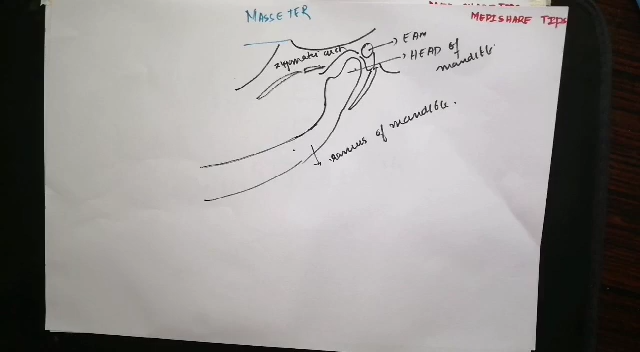 MASSETER
MEDISHARE TIPS
zygomatic arch
EAM
HEAD of
mandible
ramus of mandible.